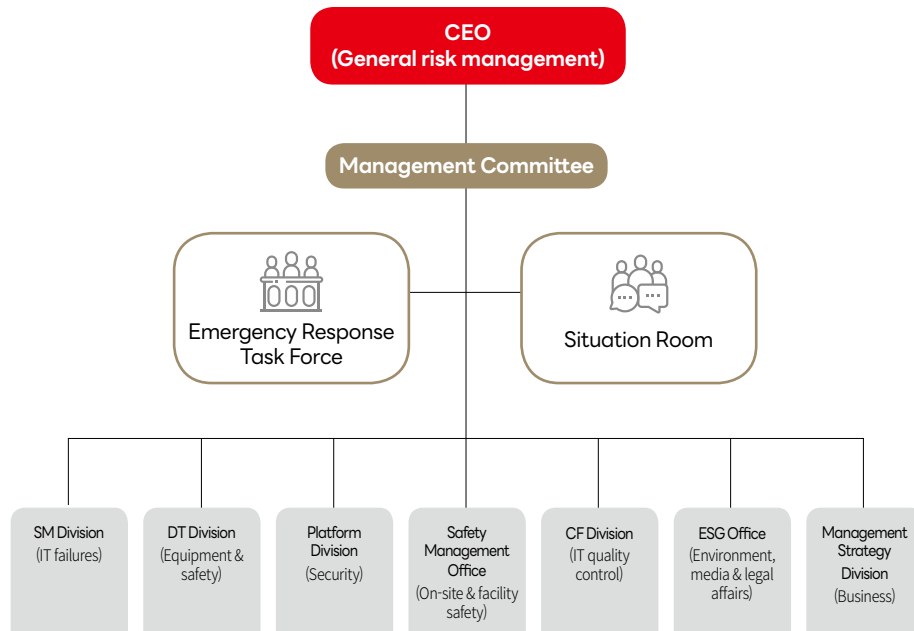 CEO
(General risk management)
Management Committee
Emergency Response
Task Force
Situation Room
SM Division
(IT failures)
DT Division
(Equipment &
safety)
Platform
Division
(Security)
Safety
Management
Office
(On-site & facility
safety)
CF Division
(IT quality
control)
ESG Office
(Environment,
media & legal
affairs)
Management
Strategy
Division
(Business)